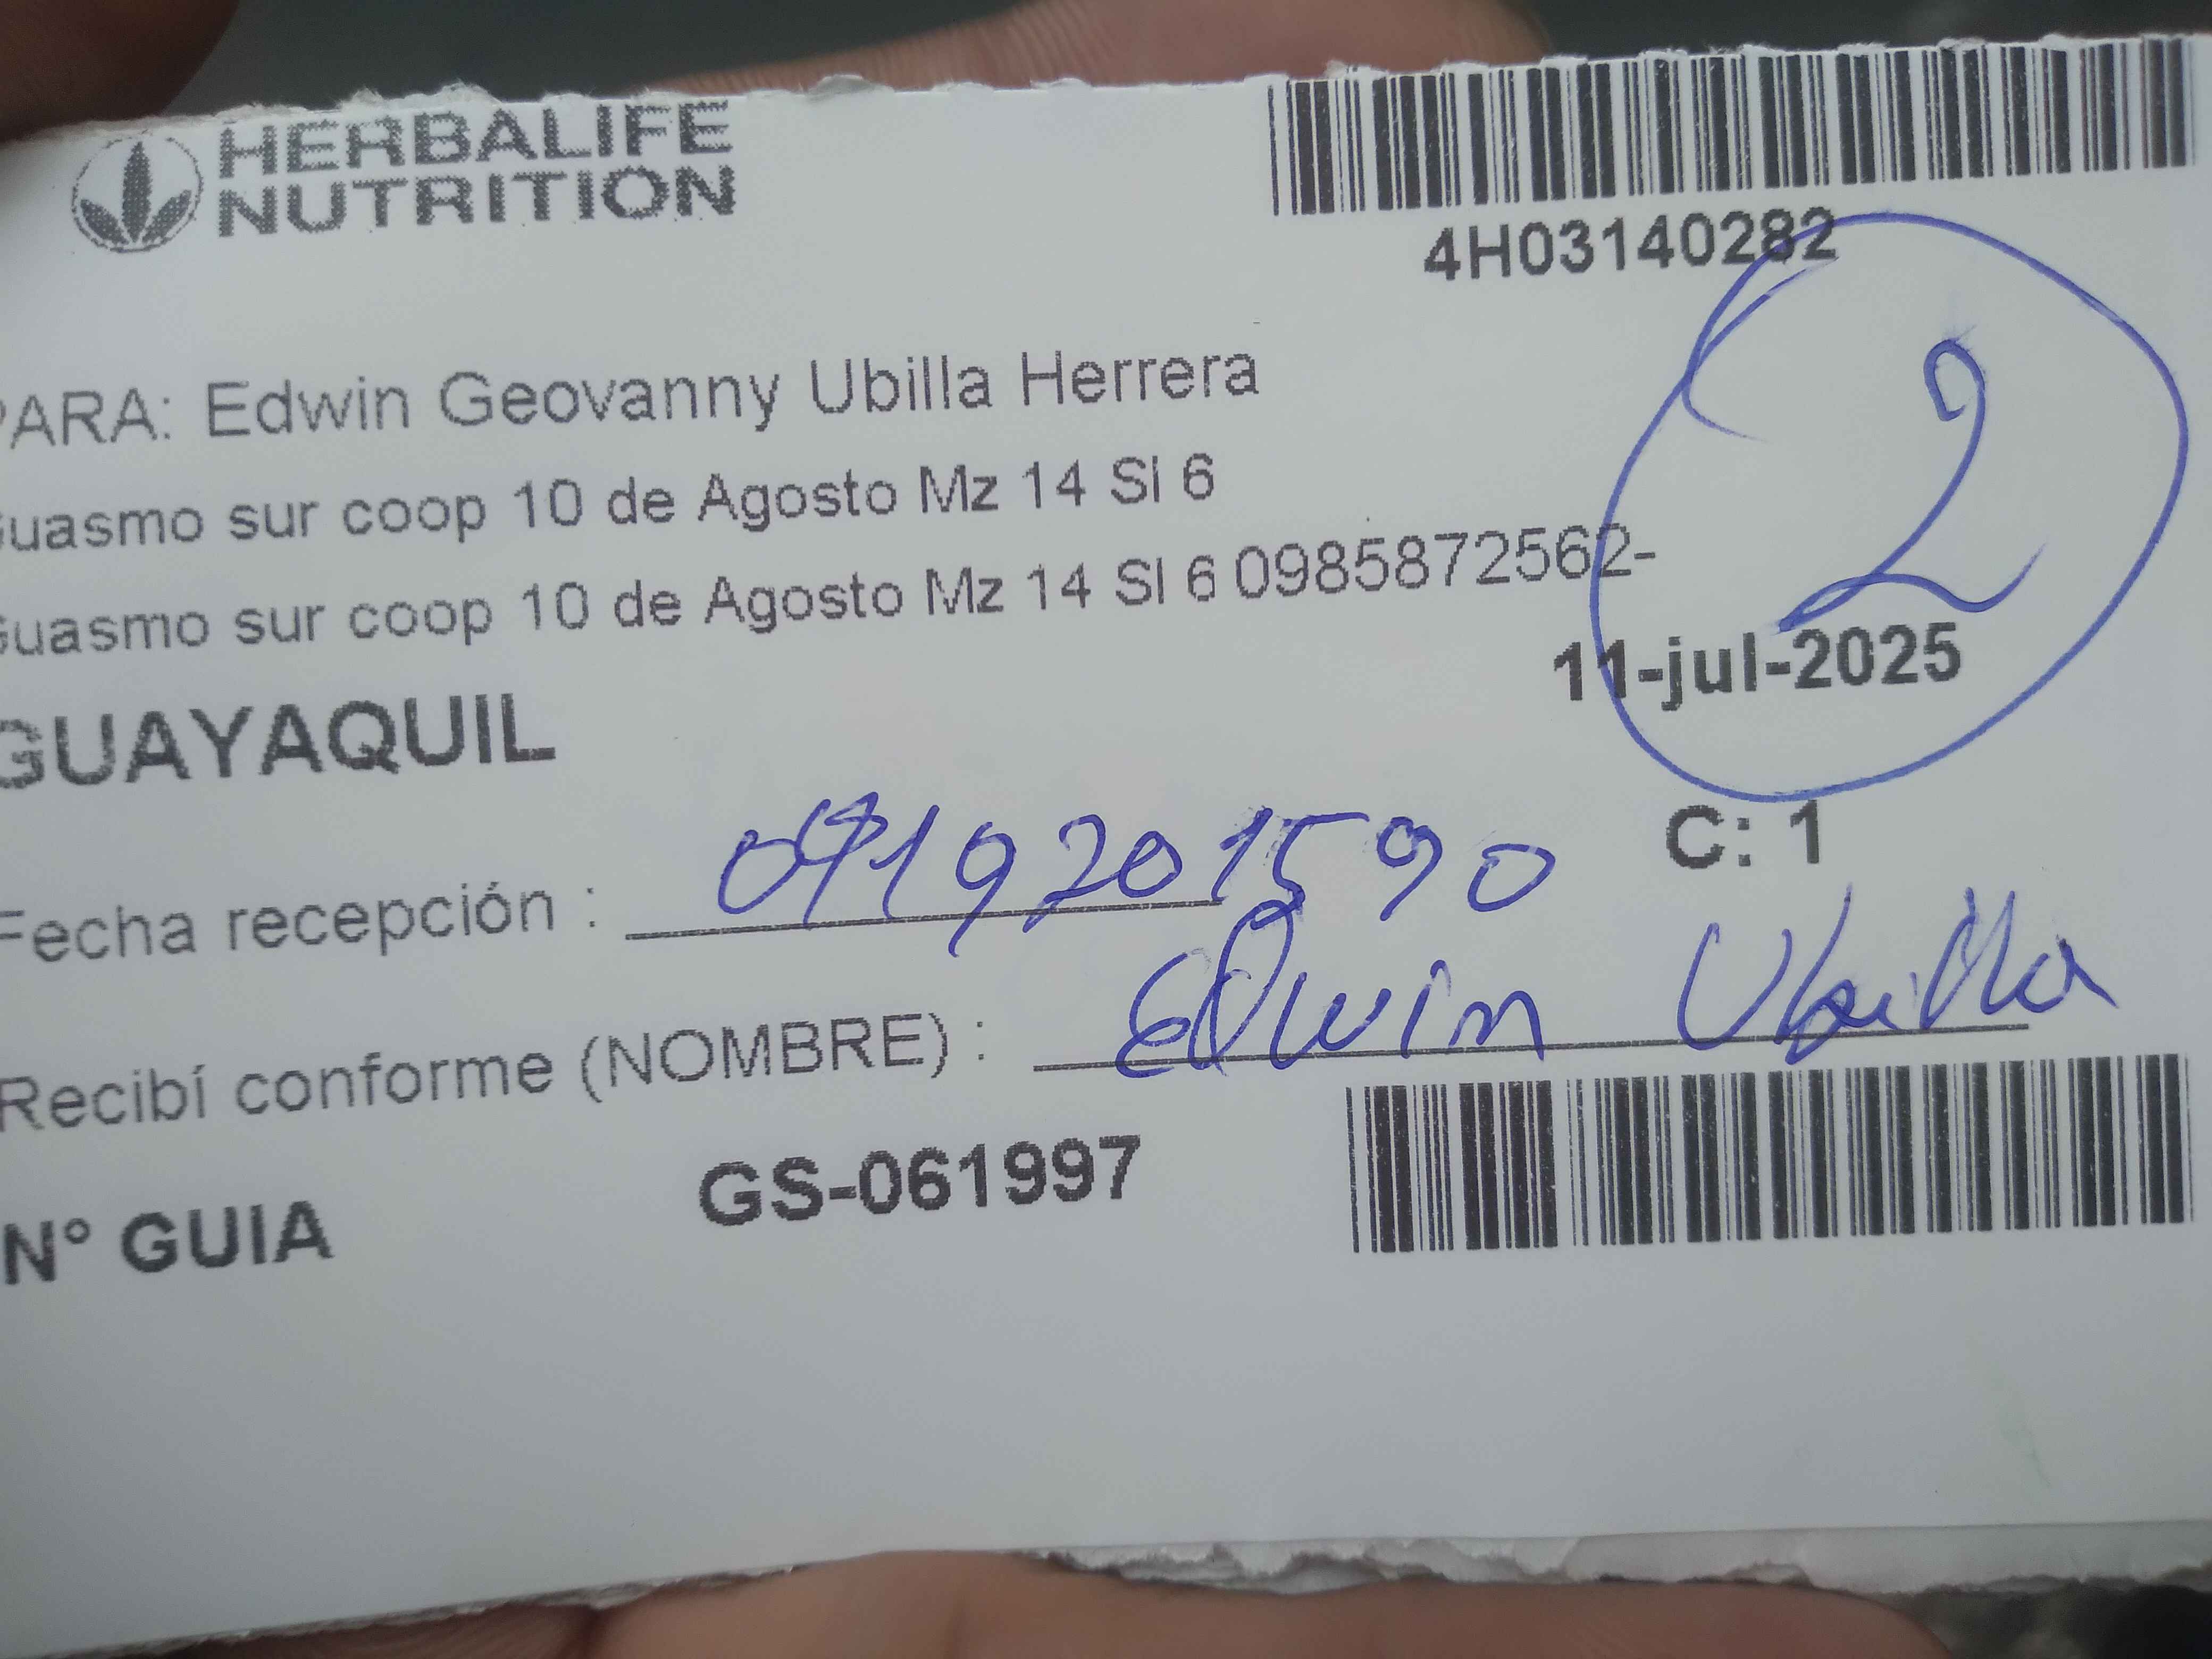 HERBALIFE
NUTRITION
4H03140282
PARA: Edwin Geovanny Ubilla Herrera
2
Guasmo sur coop 10 de Agosto Mz 14 Sl 6
Guasmo sur coop 10 de Agosto Mz 14 Sl 6 0985872562-
11-jul-2025
GUAYAQUIL
C: 1
Fecha recepción : 0919201590
Recibí conforme (NOMBRE) : Edwin Ubilla
N° GUIA GS-061997